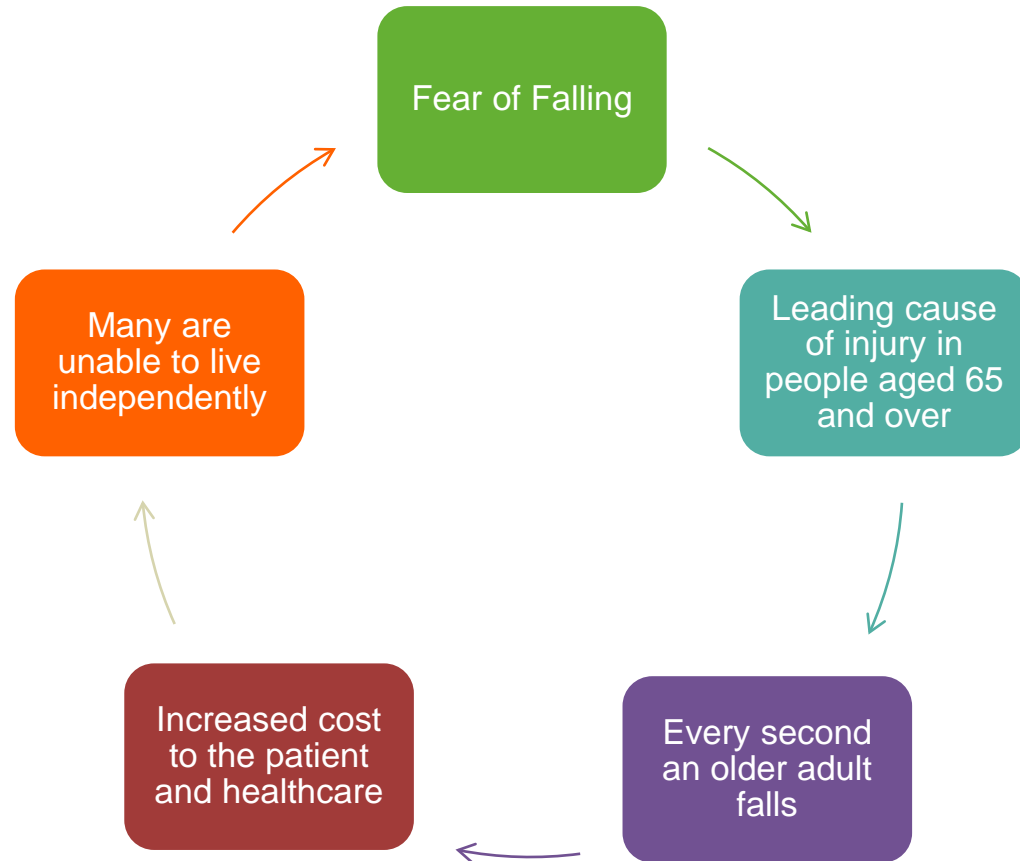 Fear of Falling
Leading cause
of injury in
people aged 65
and over
Every second
an older adult
falls
Increased cost
to the patient
and healthcare
Many are
unable to live
independently